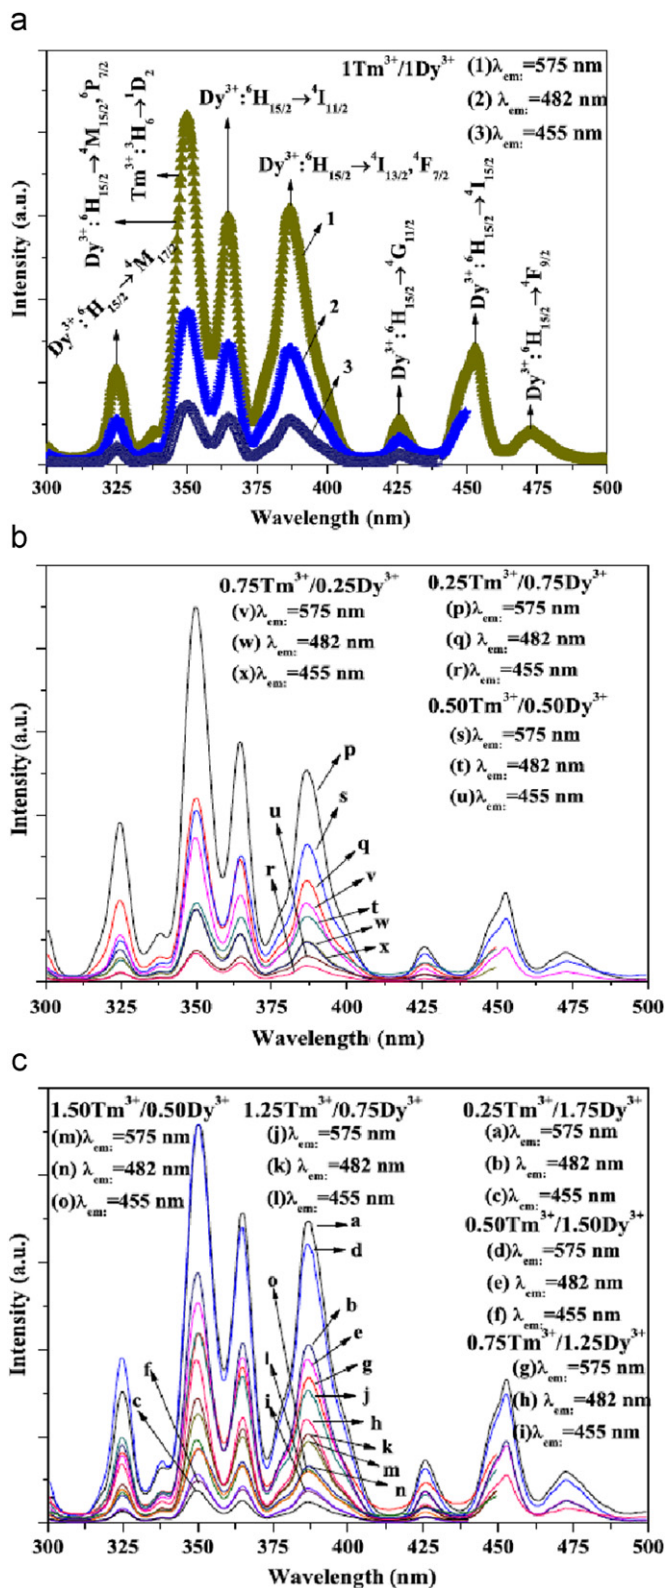 a
1Tm³⁺/1Dy³⁺
(1)λem:=575 nm
(2) λem:=482 nm
(3)λem:=455 nm
Dy³⁺:⁶H15/2→⁴M17/2
Dy³⁺:⁶H15/2→⁴M15/2,⁶P7/2
Tm³⁺:³H6→¹D2
Dy³⁺:⁶H15/2→⁴I11/2
Dy³⁺:⁶H15/2→⁴I13/2,⁴F7/2
Dy³⁺:⁶H15/2→⁴G11/2
Dy³⁺:⁶H15/2→⁴I15/2
Dy³⁺:⁶H15/2→⁴F9/2
1
2
3
Intensity (a.u.)
300 325 350 375 400 425 450 475 500
Wavelength (nm)
b
0.75Tm³⁺/0.25Dy³⁺
(v)λem:=575 nm
(w) λem:=482 nm
(x)λem:=455 nm
0.25Tm³⁺/0.75Dy³⁺
(p)λem:=575 nm
(q) λem:=482 nm
(r)λem:=455 nm
0.50Tm³⁺/0.50Dy³⁺
(s)λem:=575 nm
(t) λem:=482 nm
(u)λem:=455 nm
p
s
u
q
r
v
t
w
x
Intensity (a.u.)
300 325 350 375 400 425 450 475 500
Wavelength (nm)
c
1.50Tm³⁺/0.50Dy³⁺
(m)λem:=575 nm
(n) λem:=482 nm
(o)λem:=455 nm
1.25Tm³⁺/0.75Dy³⁺
(j)λem:=575 nm
(k) λem:=482 nm
(l)λem:=455 nm
0.25Tm³⁺/1.75Dy³⁺
(a)λem:=575 nm
(b) λem:=482 nm
(c)λem:=455 nm
0.50Tm³⁺/1.50Dy³⁺
(d)λem:=575 nm
(e) λem:=482 nm
(f)λem:=455 nm
0.75Tm³⁺/1.25Dy³⁺
(g)λem:=575 nm
(h) λem:=482 nm
(i)λem:=455 nm
a
d
o
b
e
l
f
g
c
i
j
h
k
m
n
Intensity (a.u.)
300 325 350 375 400 425 450 475 500
Wavelength (nm)